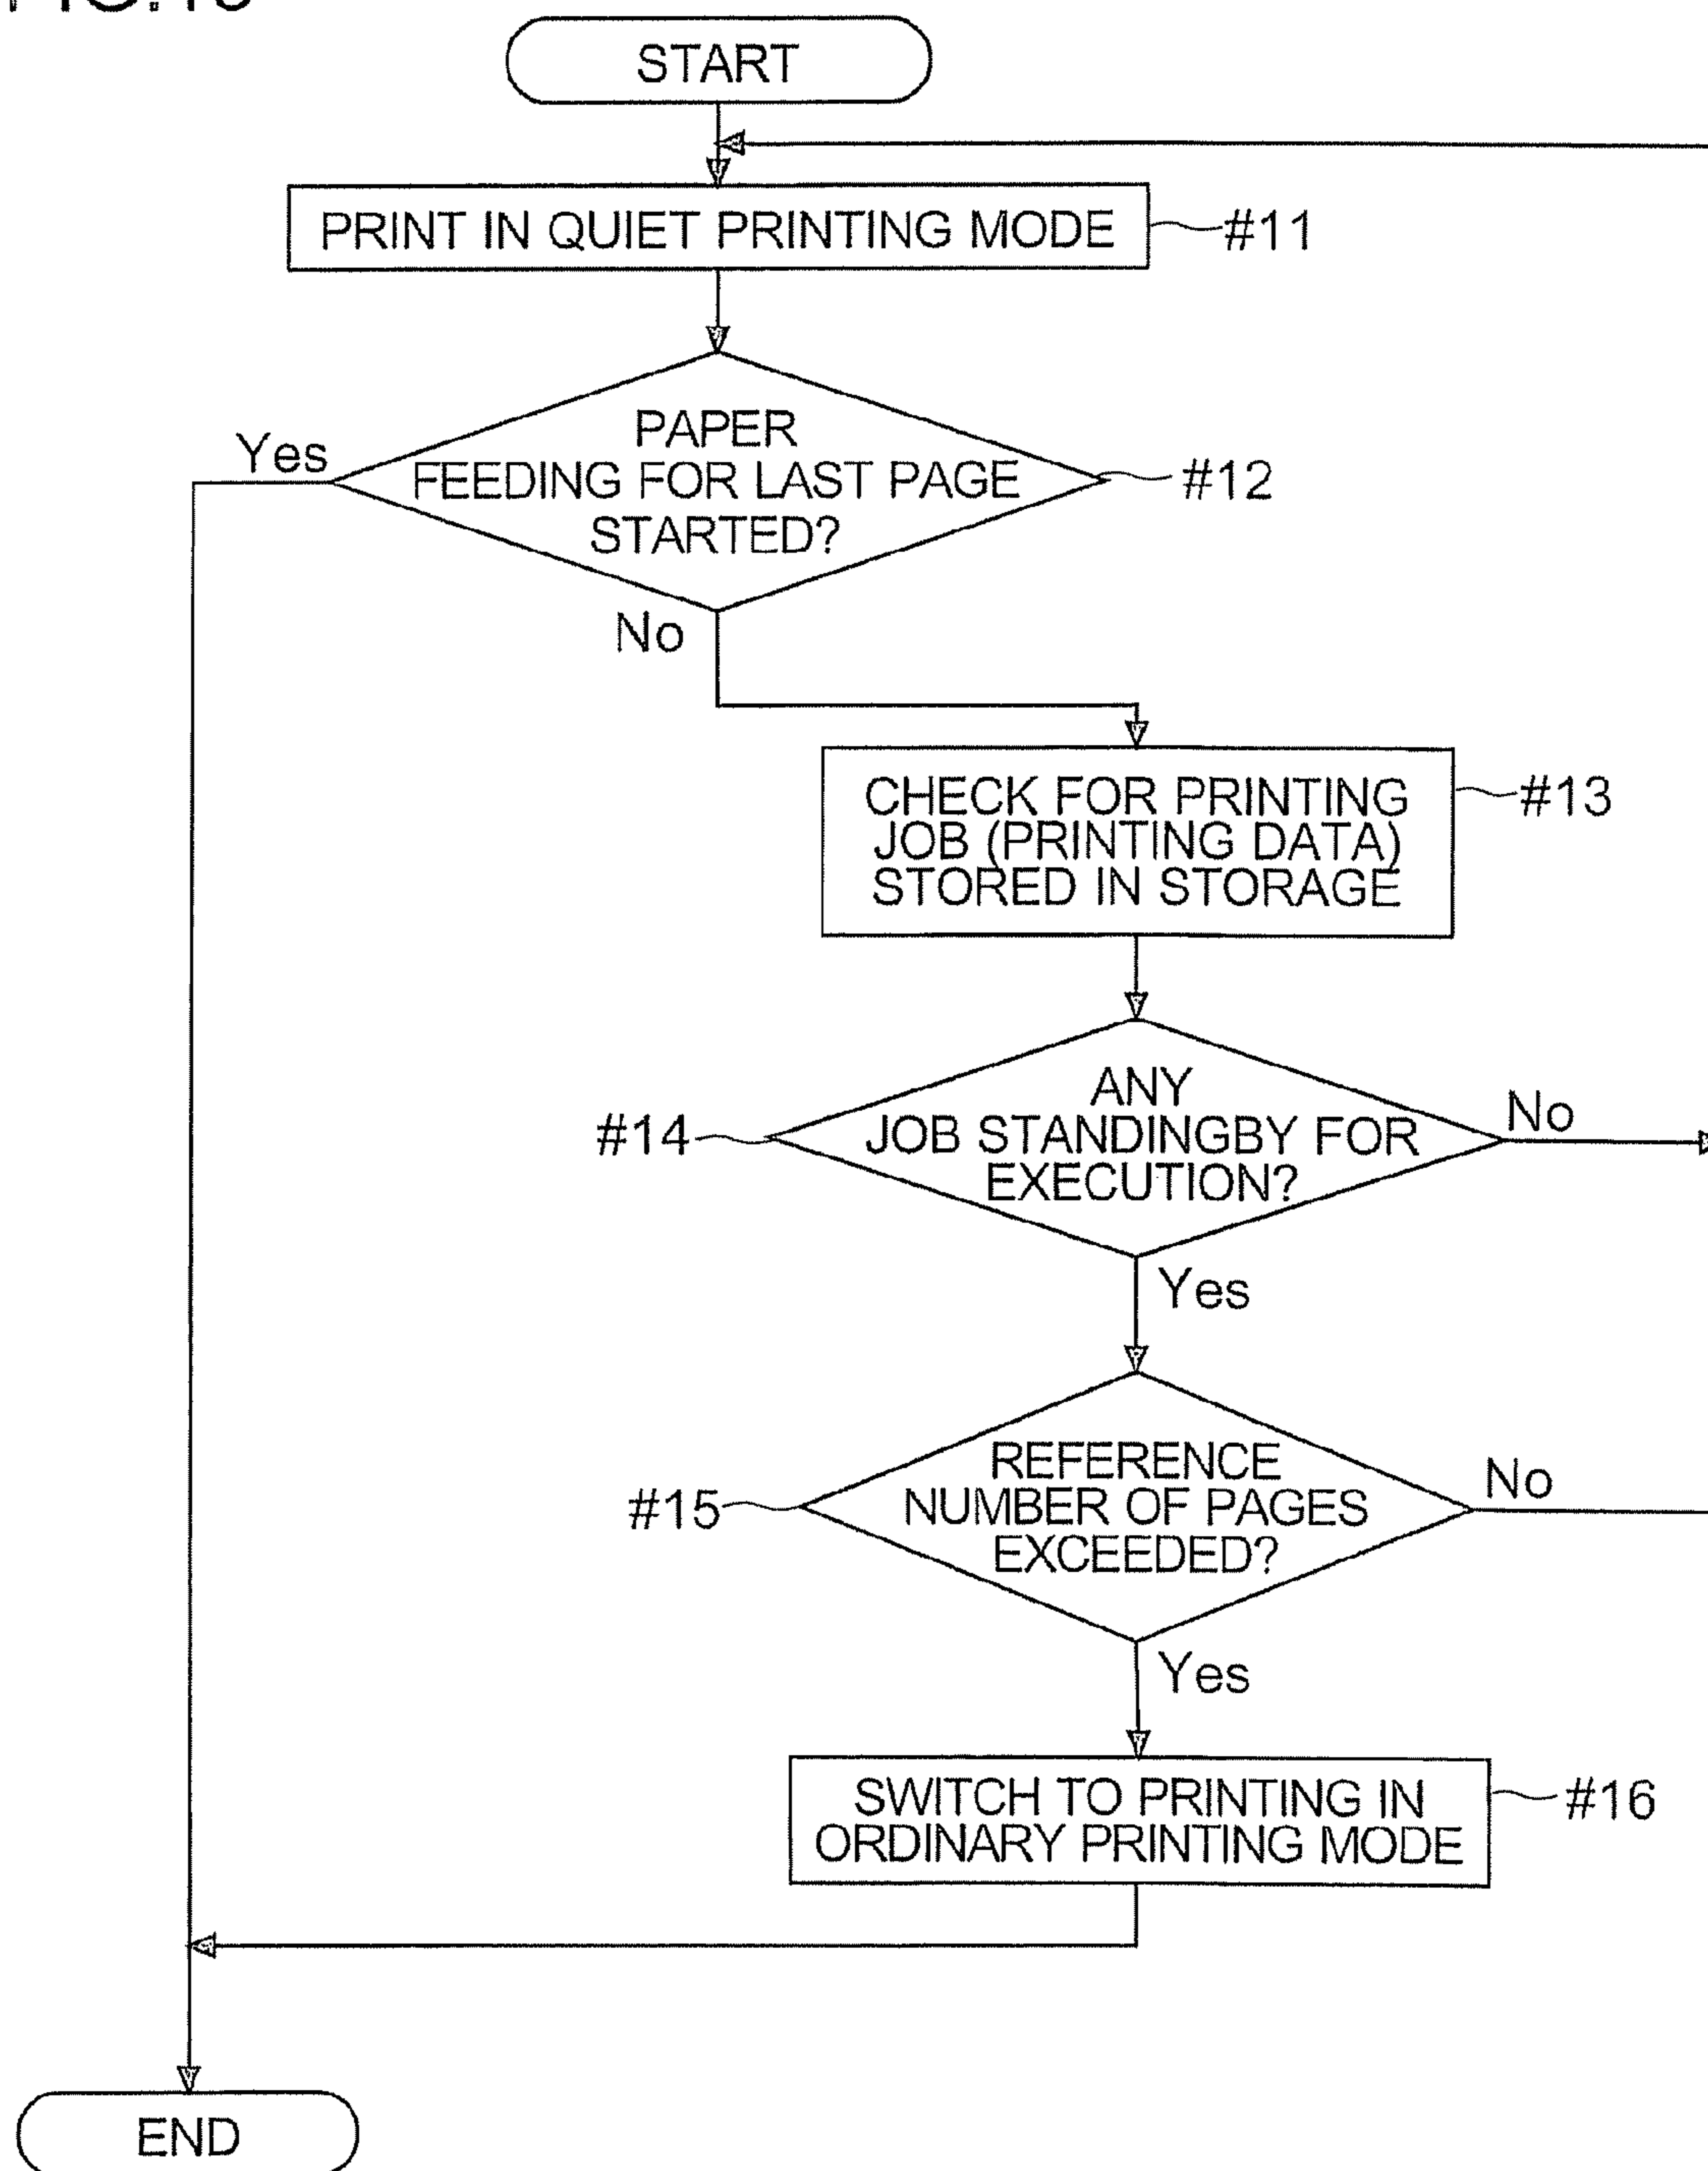 START
PRINT IN QUIET PRINTING MODE
#11
PAPER
FEEDING FOR LAST PAGE
STARTED?
#12
Yes
No
CHECK FOR PRINTING
JOB (PRINTING DATA)
STORED IN STORAGE
#13
ANY
JOB STANDINGBY FOR
EXECUTION?
#14
No
Yes
REFERENCE
NUMBER OF PAGES
EXCEEDED?
#15
No
Yes
SWITCH TO PRINTING IN
ORDINARY PRINTING MODE
#16
END